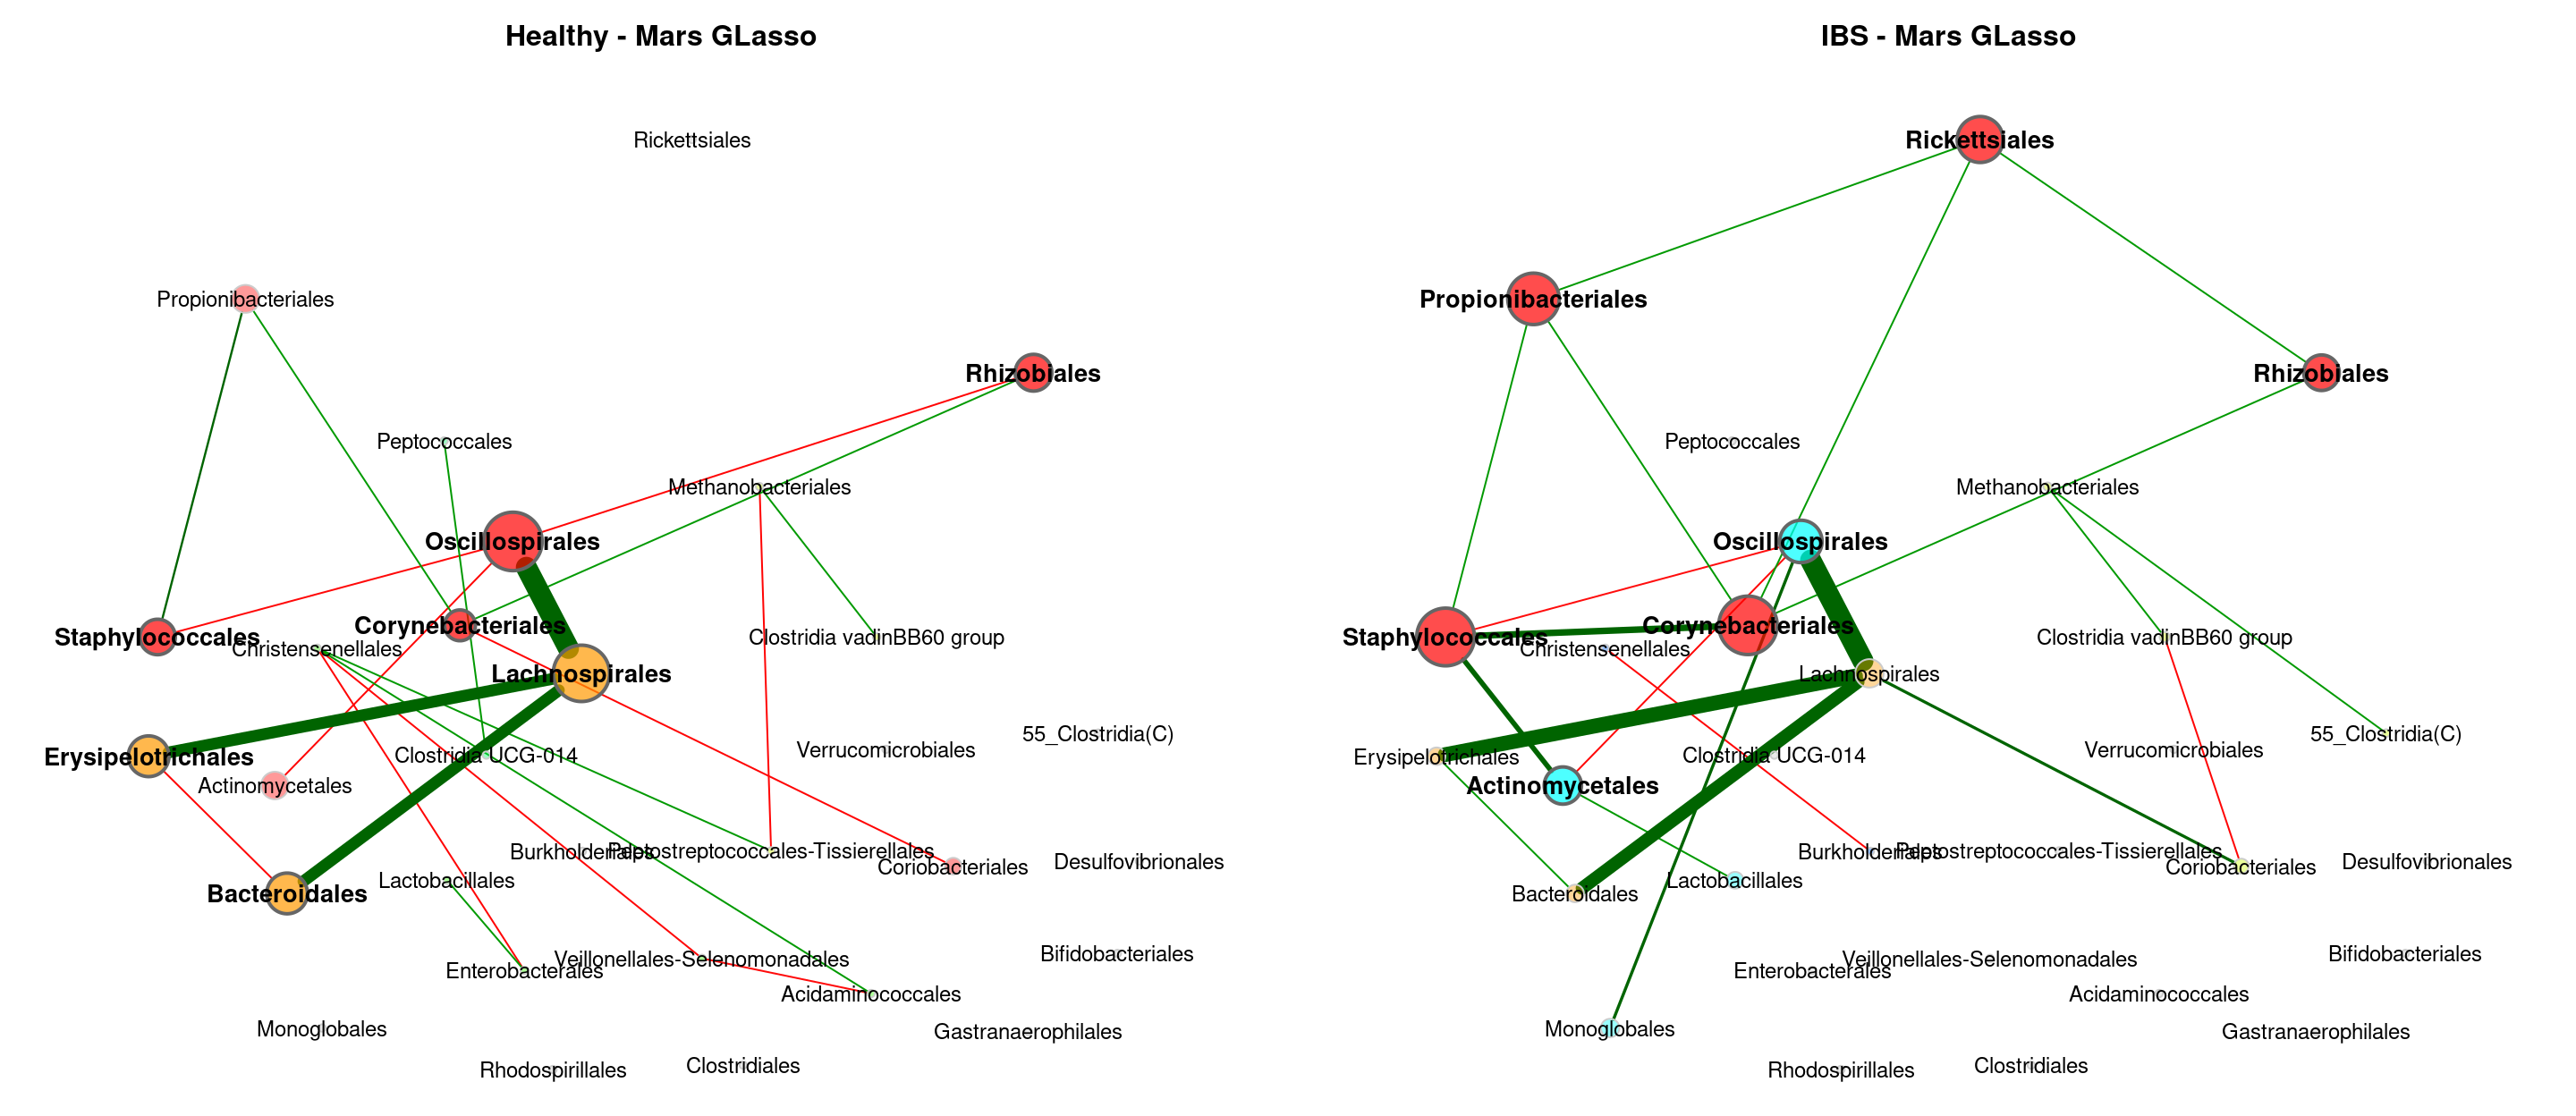 Healthy - Mars GLasso
Rickettsiales
Propionibacteriales
Rhizobiales
Peptococcales
Methanobacteriales
Oscillospirales
Corynebacteriales
Staphylococcales
Clostridia vadinBB60 group
Christensenellales
Lachnospirales
55_Clostridia(C)
Verrucomicrobiales
Clostridia UCG-014
Erysipelotrichales
Actinomycetales
Burkholderiales
Peptostreptococcales-Tissierellales
Desulfovibrionales
Coriobacteriales
Lactobacillales
Bacteroidales
Bifidobacteriales
Veillonellales-Selenomonadales
Enterobacterales
Acidaminococcales
Monoglobales
Gastranaerophilales
Clostridiales
Rhodospirillales
IBS - Mars GLasso
Rickettsiales
Propionibacteriales
Rhizobiales
Peptococcales
Methanobacteriales
Oscillospirales
Corynebacteriales
Staphylococcales
Clostridia vadinBB60 group
Christensenellales
Lachnospirales
55_Clostridia(C)
Verrucomicrobiales
Clostridia UCG-014
Erysipelotrichales
Actinomycetales
Burkholderiales
Peptostreptococcales-Tissierellales
Desulfovibrionales
Coriobacteriales
Lactobacillales
Bacteroidales
Bifidobacteriales
Veillonellales-Selenomonadales
Enterobacterales
Acidaminococcales
Monoglobales
Gastranaerophilales
Clostridiales
Rhodospirillales